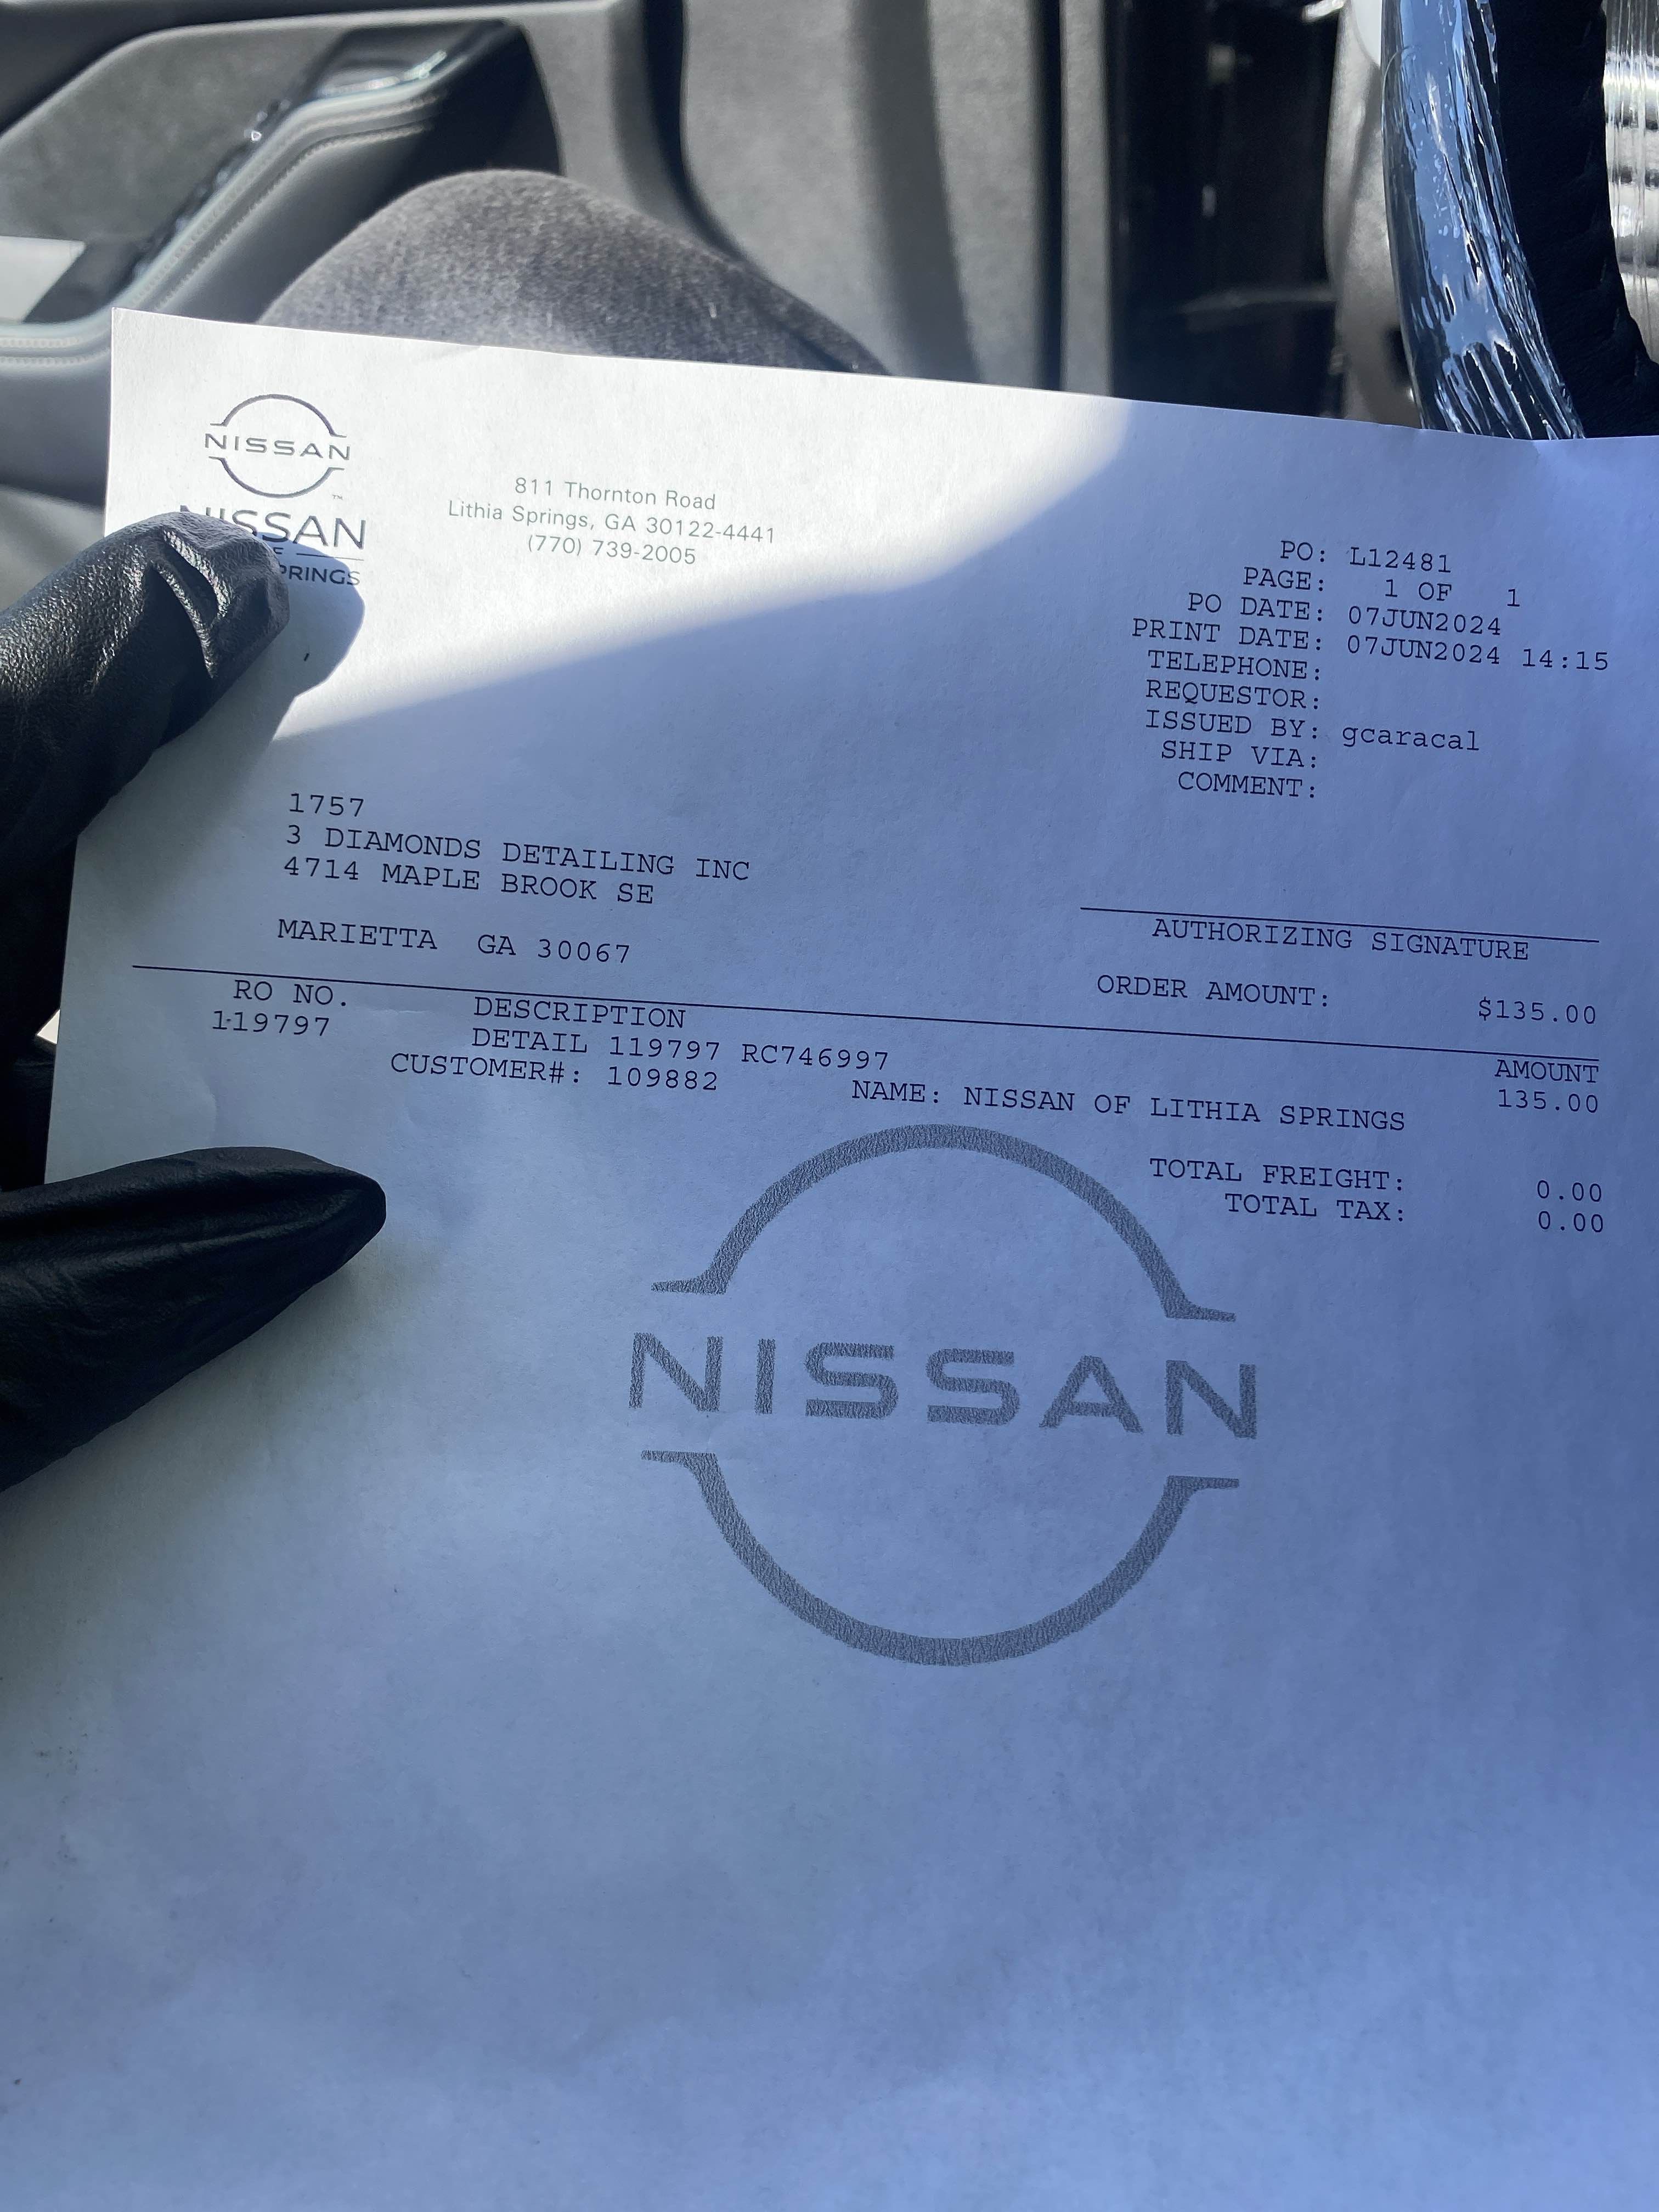 NISSAN
NISSAN
PRINGS
811 Thornton Road
Lithia Springs, GA 30122-4441
(770) 739-2005
PO: L12481
PAGE: 1 OF 1
PO DATE: 07JUN2024
PRINT DATE: 07JUN2024 14:15
TELEPHONE:
REQUESTOR:
ISSUED BY: gcaracal
SHIP VIA:
COMMENT:
1757
3 DIAMONDS DETAILING INC
4714 MAPLE BROOK SE
MARIETTA GA 30067
AUTHORIZING SIGNATURE
ORDER AMOUNT: $135.00
RO NO. DESCRIPTION AMOUNT
119797 DETAIL 119797 RC746997 135.00
CUSTOMER#: 109882 NAME: NISSAN OF LITHIA SPRINGS
TOTAL FREIGHT: 0.00
TOTAL TAX: 0.00
NISSAN